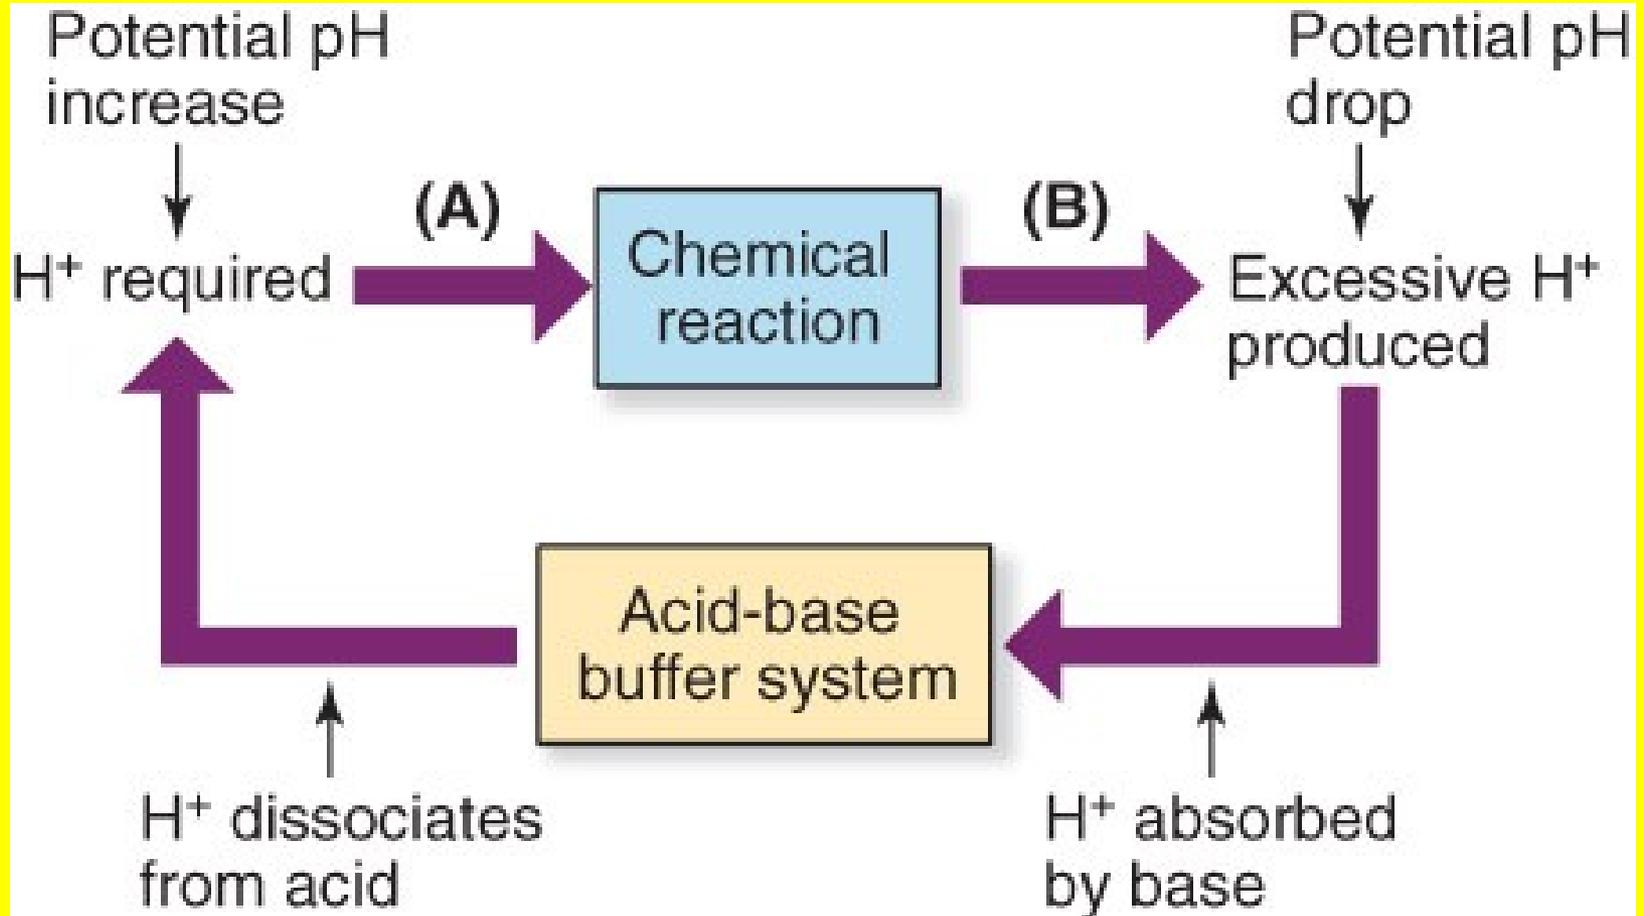 Potential pH
increase
Potential pH
drop
(A)
(B)
H⁺ required
Chemical
reaction
Excessive H⁺
produced
Acid-base
buffer system
H⁺ dissociates
from acid
H⁺ absorbed
by base